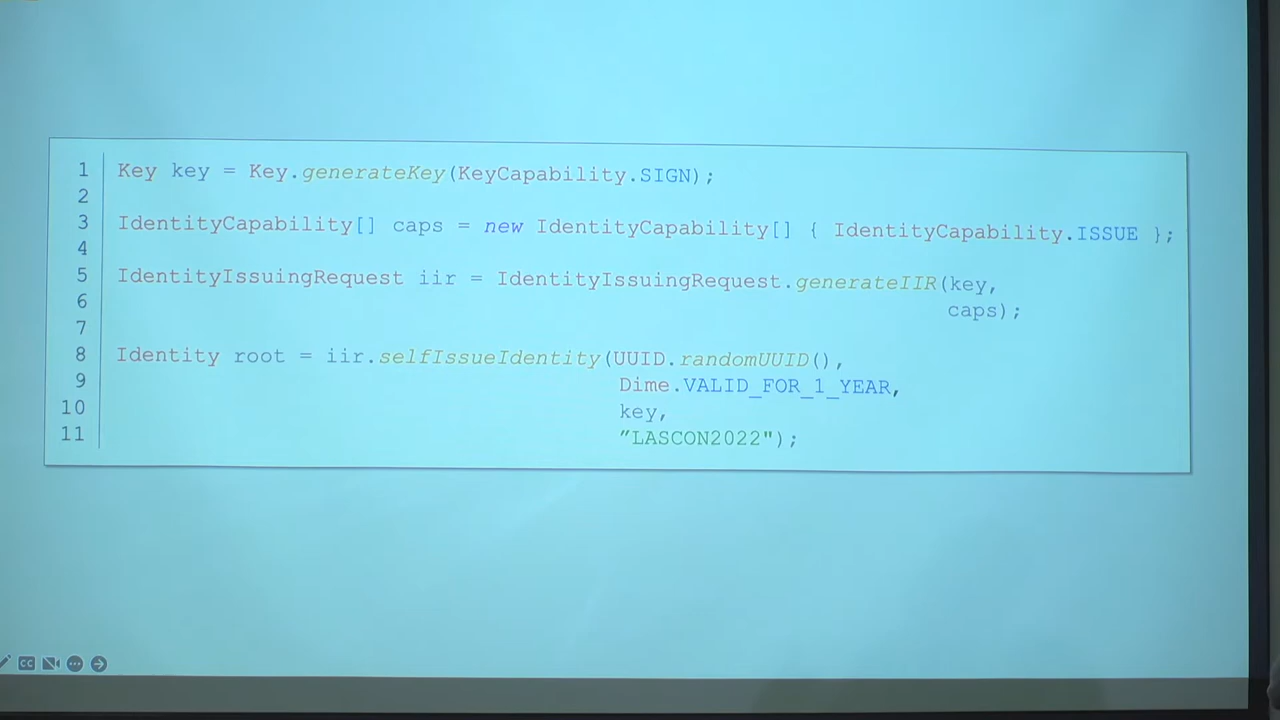 1 Key key = Key.generateKey(KeyCapability.SIGN);
2
3 IdentityCapability[] caps = new IdentityCapability[] { IdentityCapability.ISSUE };
4
5 IdentityIssuingRequest iir = IdentityIssuingRequest.generateIIR(key,
6 caps);
7
8 Identity root = iir.selfIssueIdentity(UUID.randomUUID(),
9 Dime.VALID_FOR_1_YEAR,
10 key,
11 ”LASCON2022");
CC